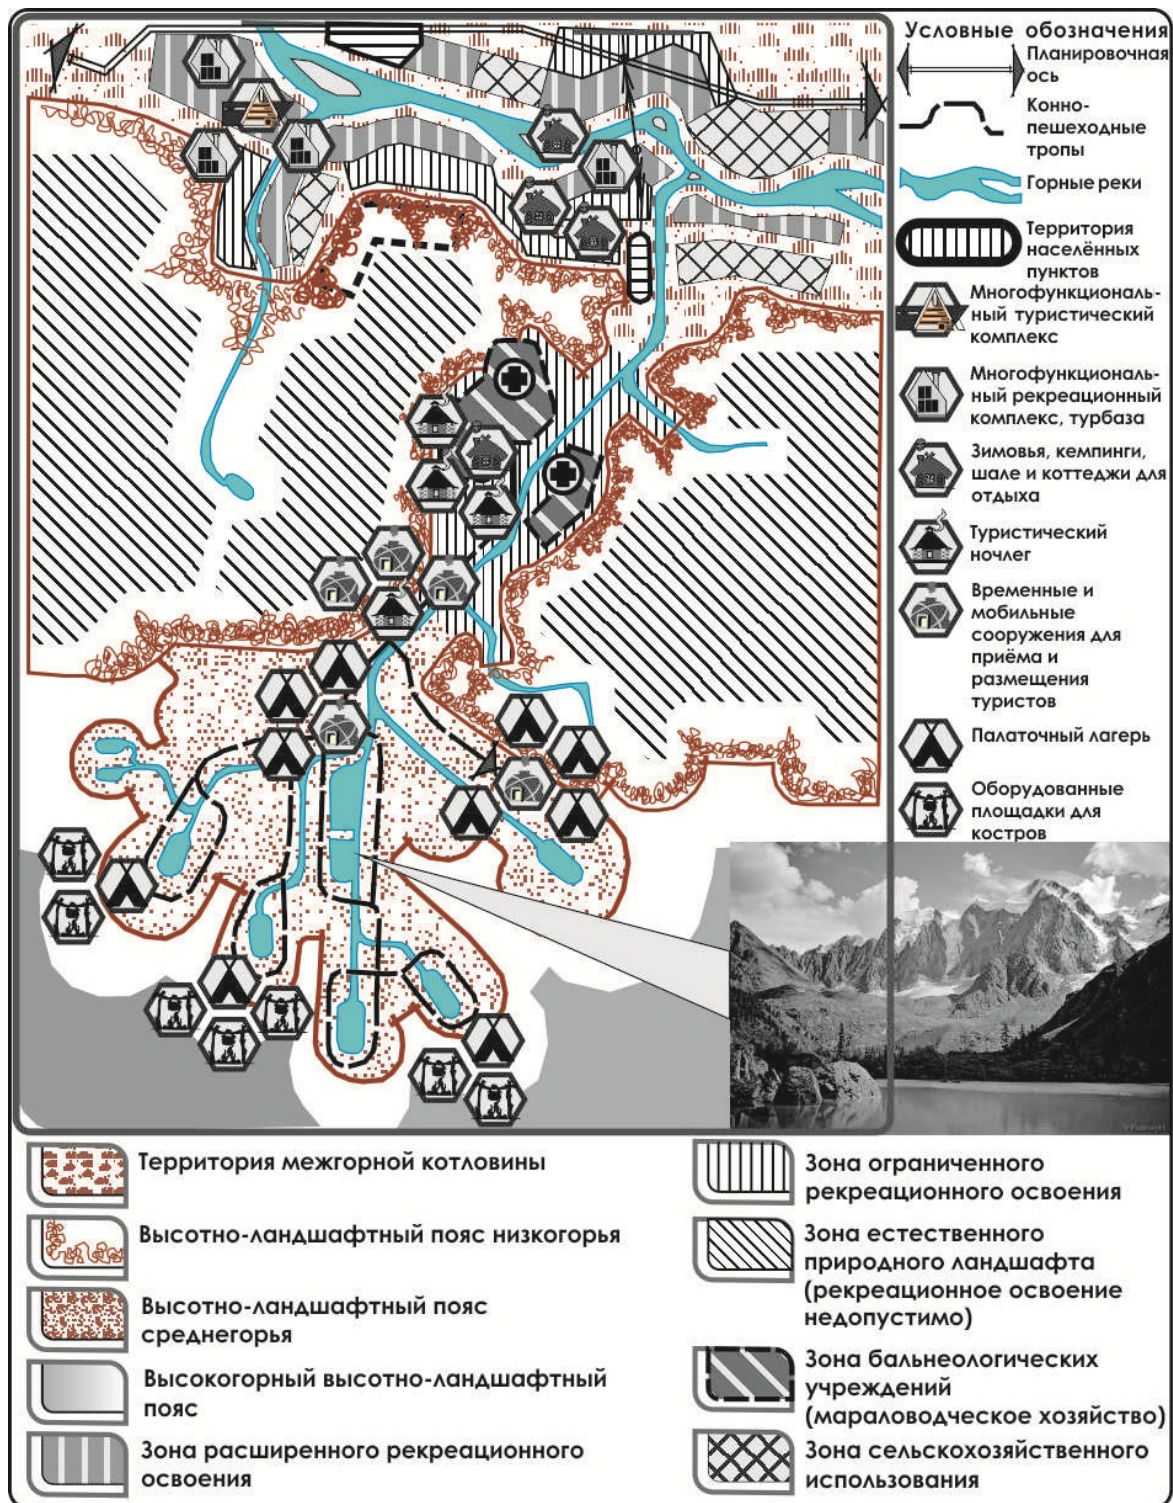 Условные обозначения
Планировочная
ось
Конно-
пешеходные
тропы
Горные реки
Территория
населённых
пунктов
Многофункциональ-
ный туристический
комплекс
Многофункциональ-
ный рекреационный
комплекс, турбаза
Зимовья, кемпинги,
шале и коттеджи для
отдыха
Туристический
ночлег
Временные и
мобильные
сооружения для
приёма и
размещения
туристов
Палаточный лагерь
Оборудованные
площадки для
костров
Территория межгорной котловины
Высотно-ландшафтный пояс низкогорья
Высотно-ландшафтный пояс
среднегорья
Высокогорный высотно-ландшафтный
пояс
Зона расширенного рекреационного
освоения
Зона ограниченного
рекреационного освоения
Зона естественного
природного ландшафта
(рекреационное освоение
недопустимо)
Зона бальнеологических
учреждений
(мараловодческое хозяйство)
Зона сельскохозяйственного
использования